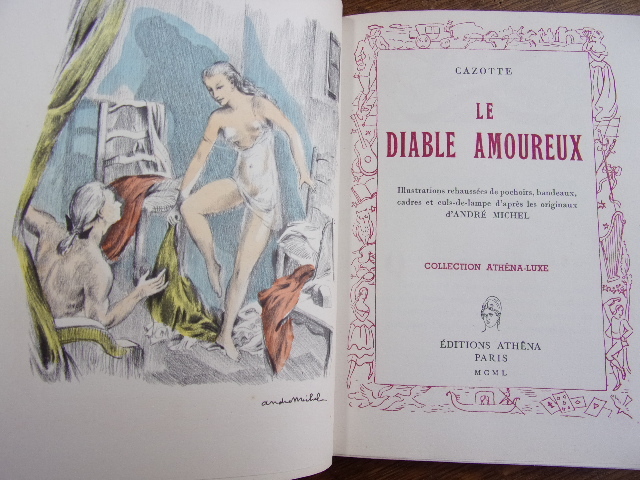 andré michel
CAZOTTE
LE
DIABLE AMOUREUX
Illustrations rehaussées de pochoirs, bandeaux,
cadres et culs-de-lampe d'après les originaux
d'ANDRÉ MICHEL
COLLECTION ATHÊNA-LUXE
ÉDITIONS ATHÊNA
PARIS
MCML